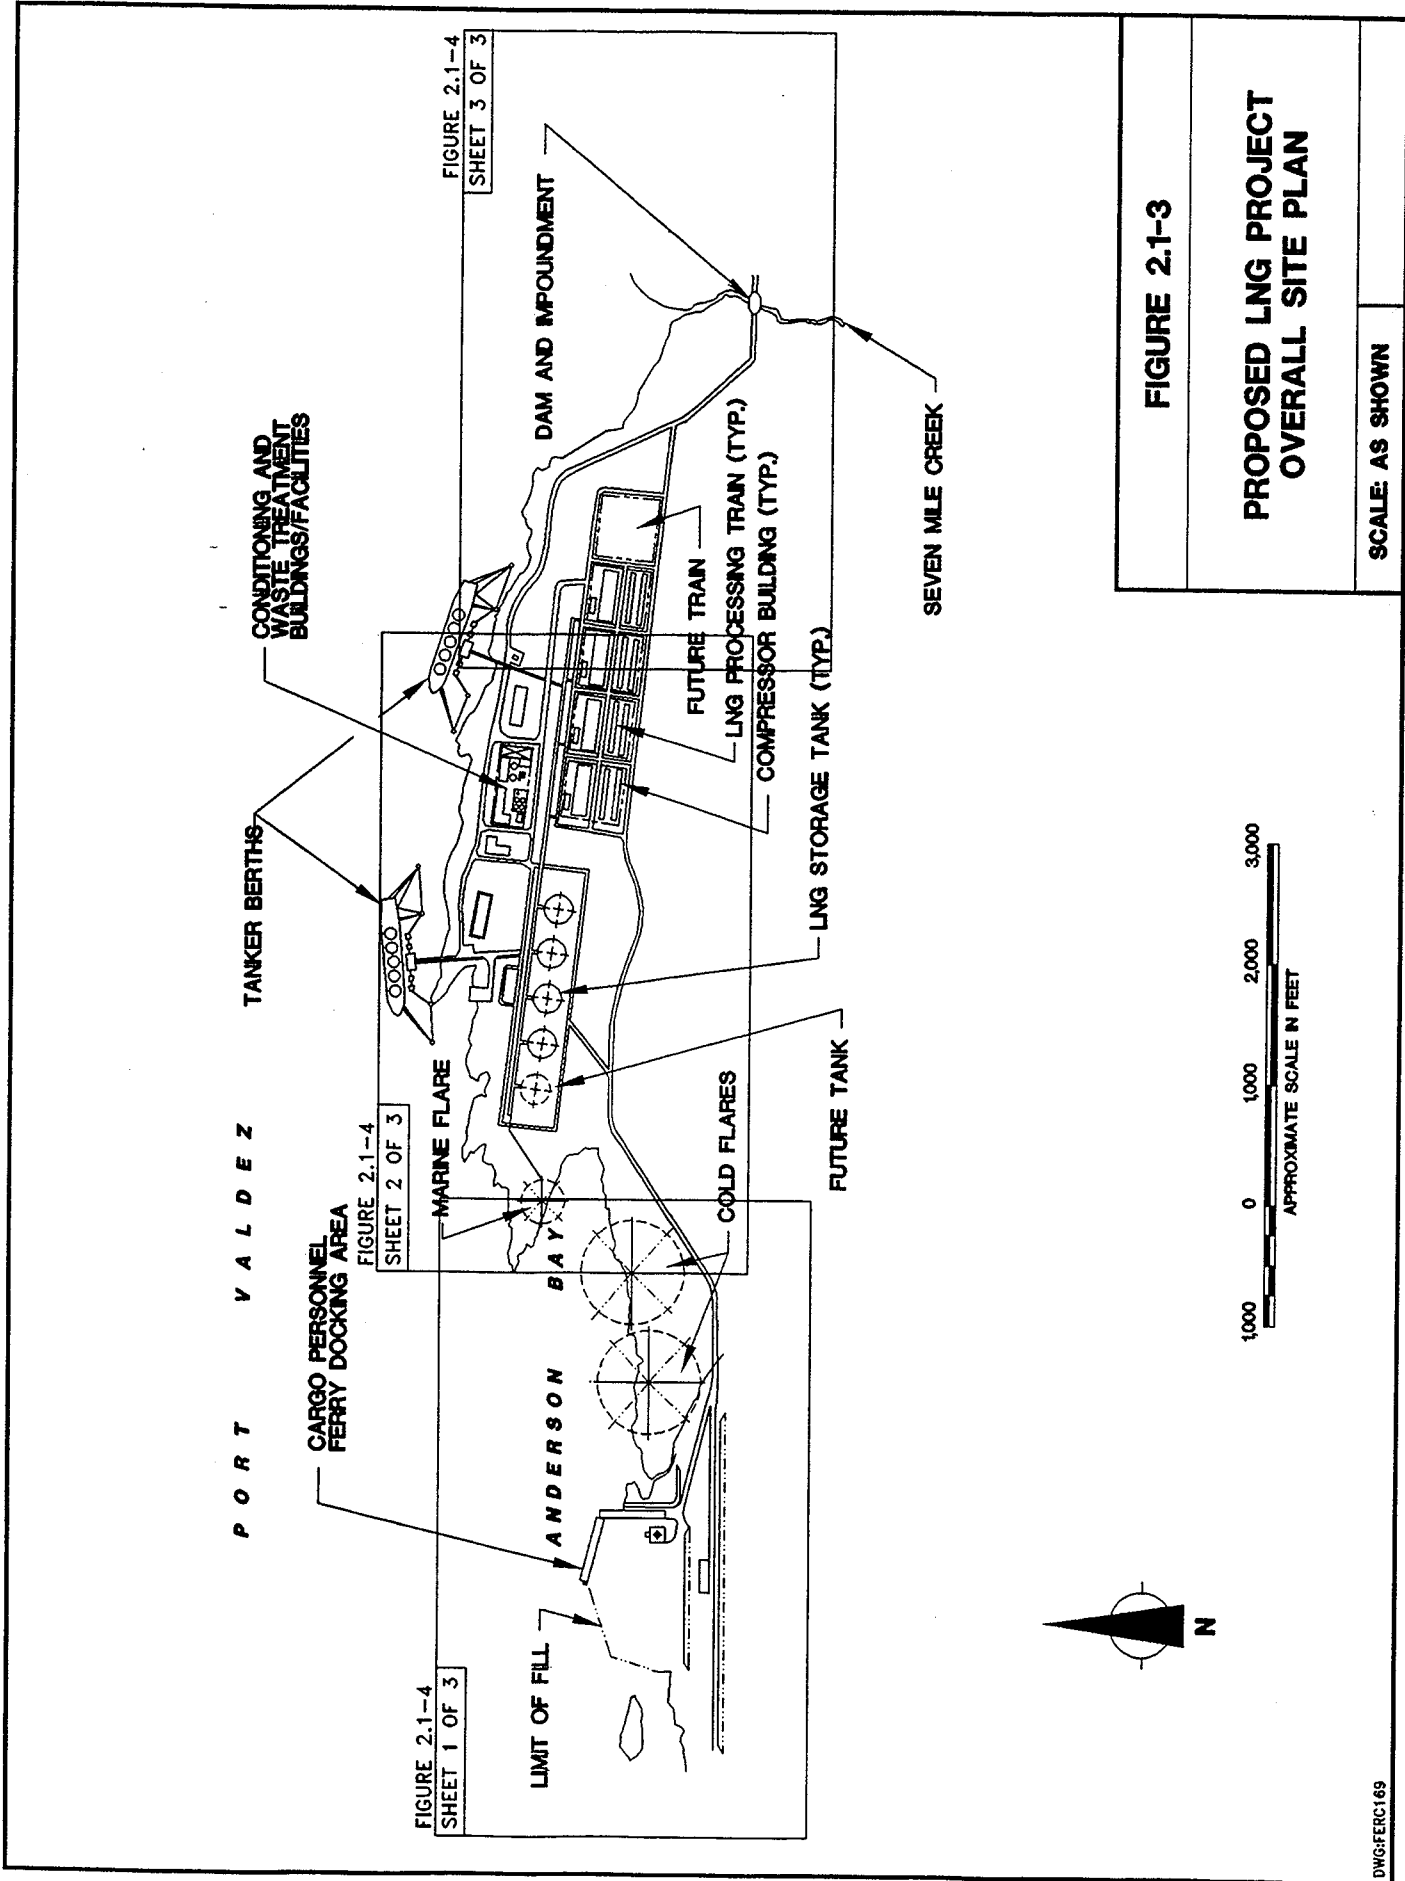 PORT VALDEZ
TANKER BERTHS
CONDITIONING AND
WASTE TREATMENT
BUILDINGS/FACILITIES
CARGO PERSONNEL
FERRY DOCKING AREA
FIGURE 2.1-4
SHEET 1 OF 3
FIGURE 2.1-4
SHEET 2 OF 3
FIGURE 2.1-4
SHEET 3 OF 3
MARINE FLARE
LIMIT OF FILL
ANDERSON BAY
DAM AND IMPOUNDMENT
COLD FLARES
FUTURE TRAIN
LNG PROCESSING TRAIN (TYP.)
COMPRESSOR BUILDING (TYP.)
LNG STORAGE TANK (TYP.)
FUTURE TANK
SEVEN MILE CREEK
N
1,000 0 1,000 2,000 3,000
APPROXIMATE SCALE IN FEET
FIGURE 2.1-3
PROPOSED LNG PROJECT
OVERALL SITE PLAN
SCALE: AS SHOWN
DWG:FERC169